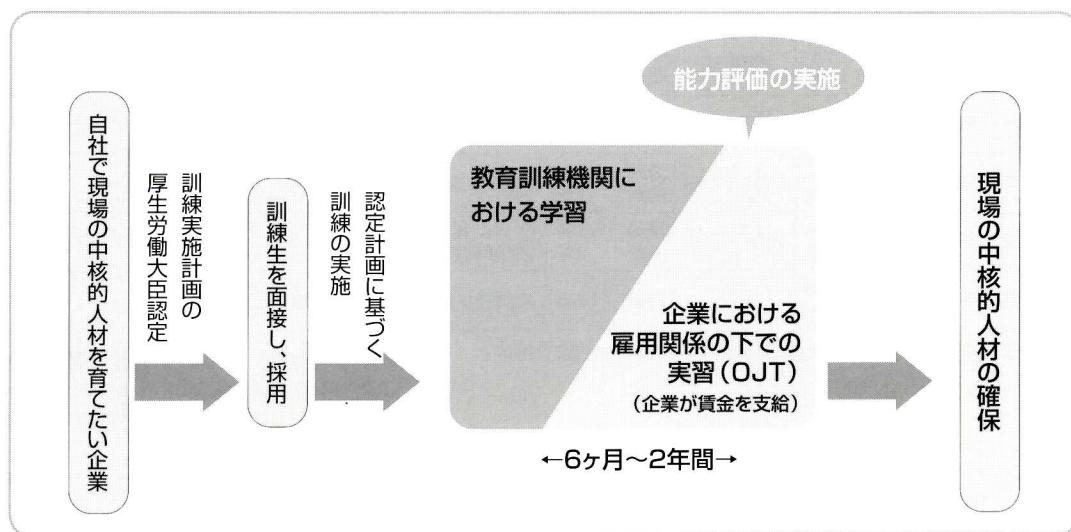 自社で現場の中核的人材を育てたい企業
訓練実施計画の
厚生労働大臣認定
訓練生を面接し、採用
認定計画に基づく
訓練の実施
教育訓練機関に
おける学習
能力評価の実施
企業における
雇用関係の下での
実習（OJT）
（企業が賃金を支給）
←6ヶ月～2年間→
現場の中核的人材の確保